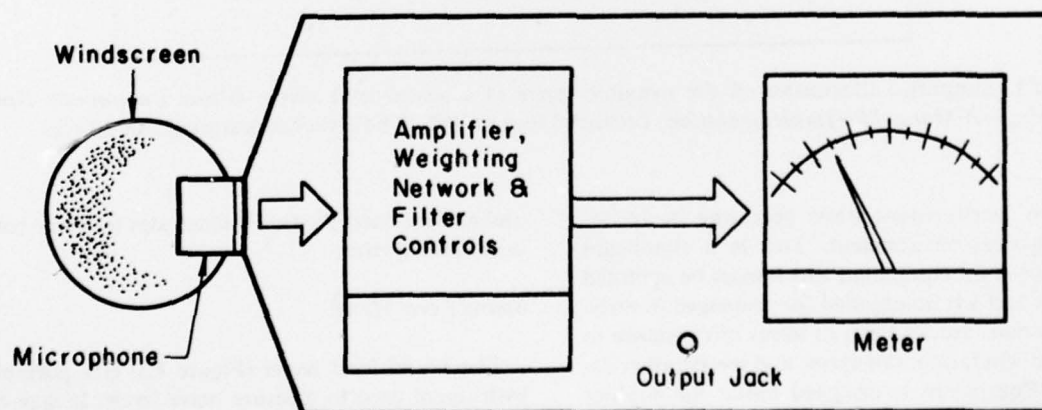 Windscreen
Amplifier,
Weighting
Network &
Filter
Controls
Microphone
Output Jack
Meter